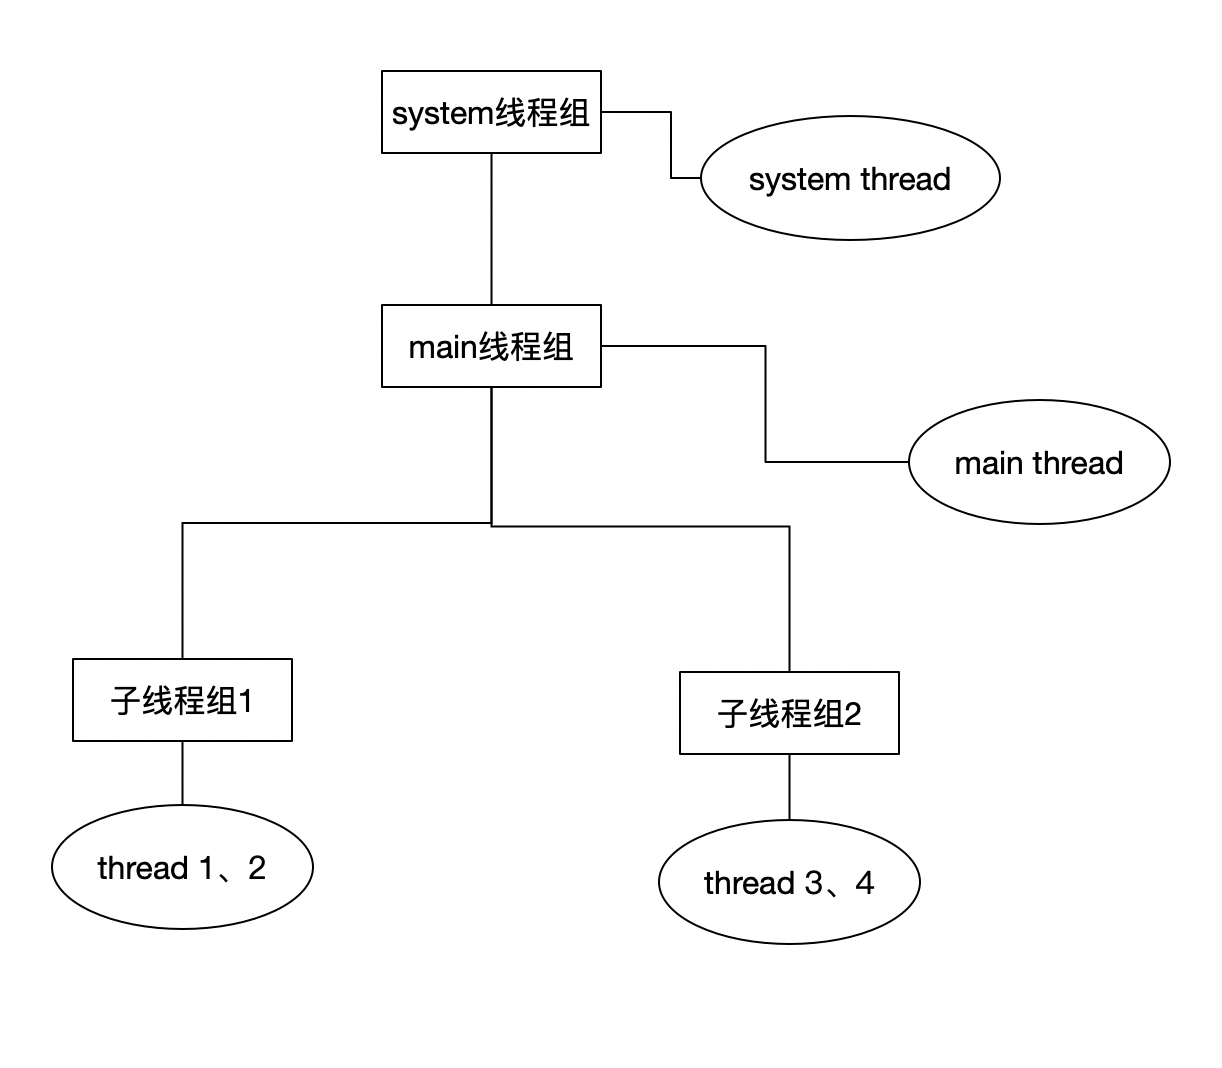 system线程组
system thread
main线程组
main thread
子线程组1
子线程组2
thread 1、2
thread 3、4